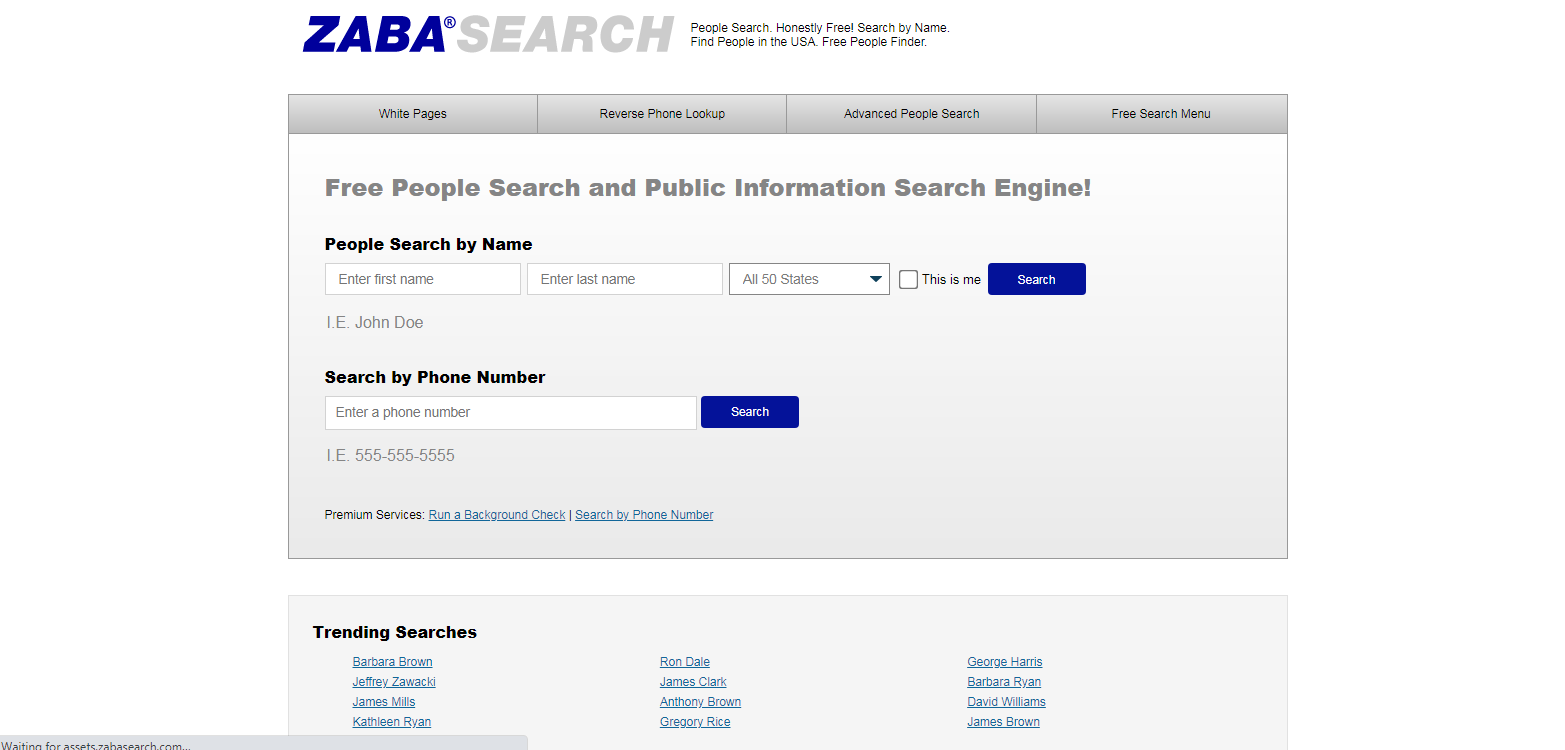 ZABA®SEARCH
People Search. Honestly Free! Search by Name.
Find People in the USA. Free People Finder.
White Pages Reverse Phone Lookup Advanced People Search Free Search Menu
Free People Search and Public Information Search Engine!
People Search by Name
Enter first name Enter last name All 50 States This is me Search
I.E. John Doe
Search by Phone Number
Enter a phone number Search
I.E. 555-555-5555
Premium Services: Run a Background Check | Search by Phone Number
Trending Searches
Barbara Brown Ron Dale George Harris
Jeffrey Zawacki James Clark Barbara Ryan
James Mills Anthony Brown David Williams
Kathleen Ryan Gregory Rice James Brown
Waiting for assets.zabasearch.com...